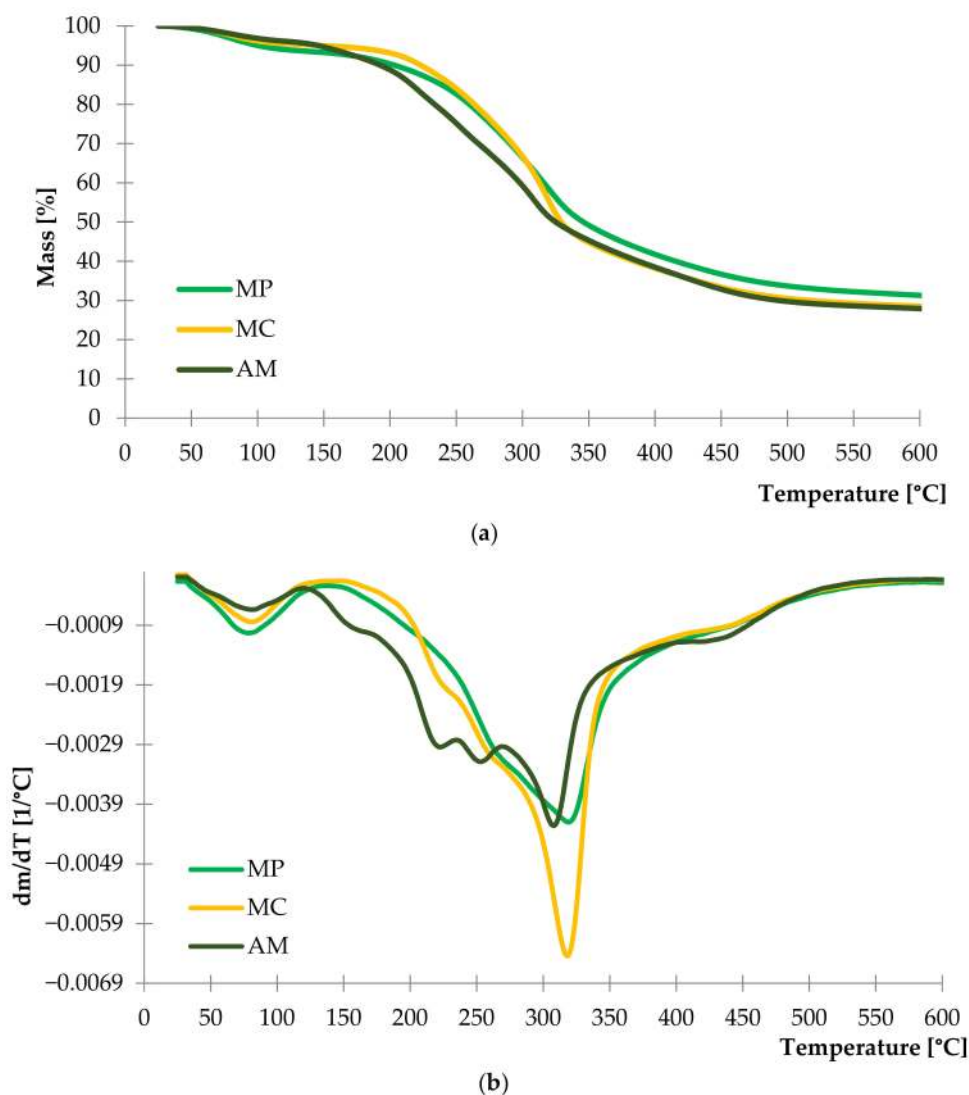 100
90
80
70
60
50
40
30
20
10
0
Mass [%]
MP
MC
AM
0 50 100 150 200 250 300 350 400 450 500 550 600
Temperature [°C]
(a)
−0.0009
−0.0019
−0.0029
−0.0039
−0.0049
−0.0059
−0.0069
dm/dT [1/°C]
MP
MC
AM
0 50 100 150 200 250 300 350 400 450 500 550 600
Temperature [°C]
(b)